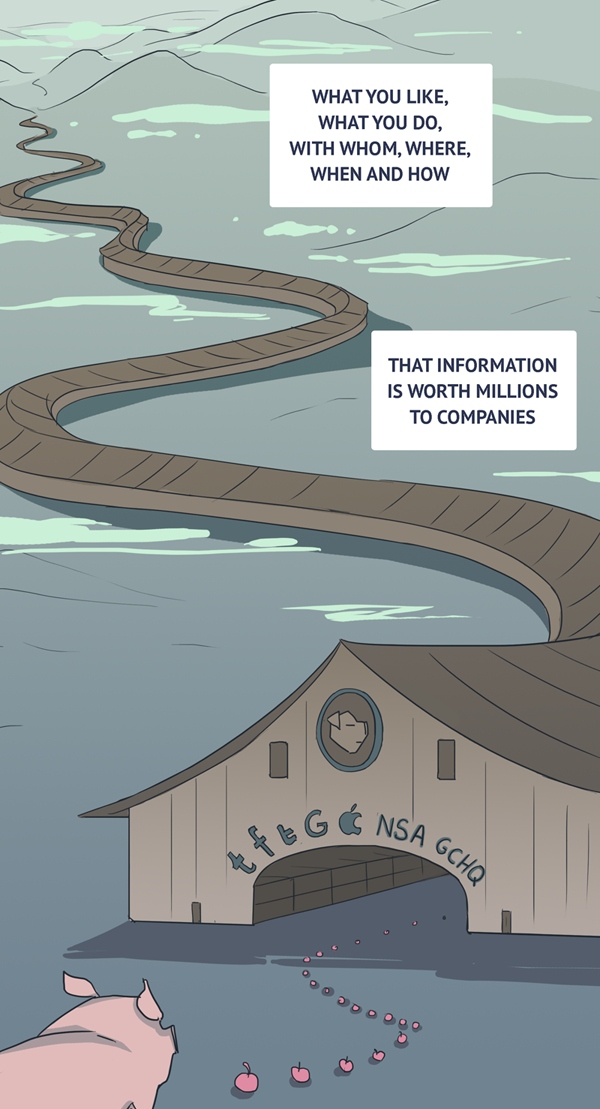 WHAT YOU LIKE,
WHAT YOU DO,
WITH WHOM, WHERE,
WHEN AND HOW
THAT INFORMATION
IS WORTH MILLIONS
TO COMPANIES
t f t G NSA GCHQ